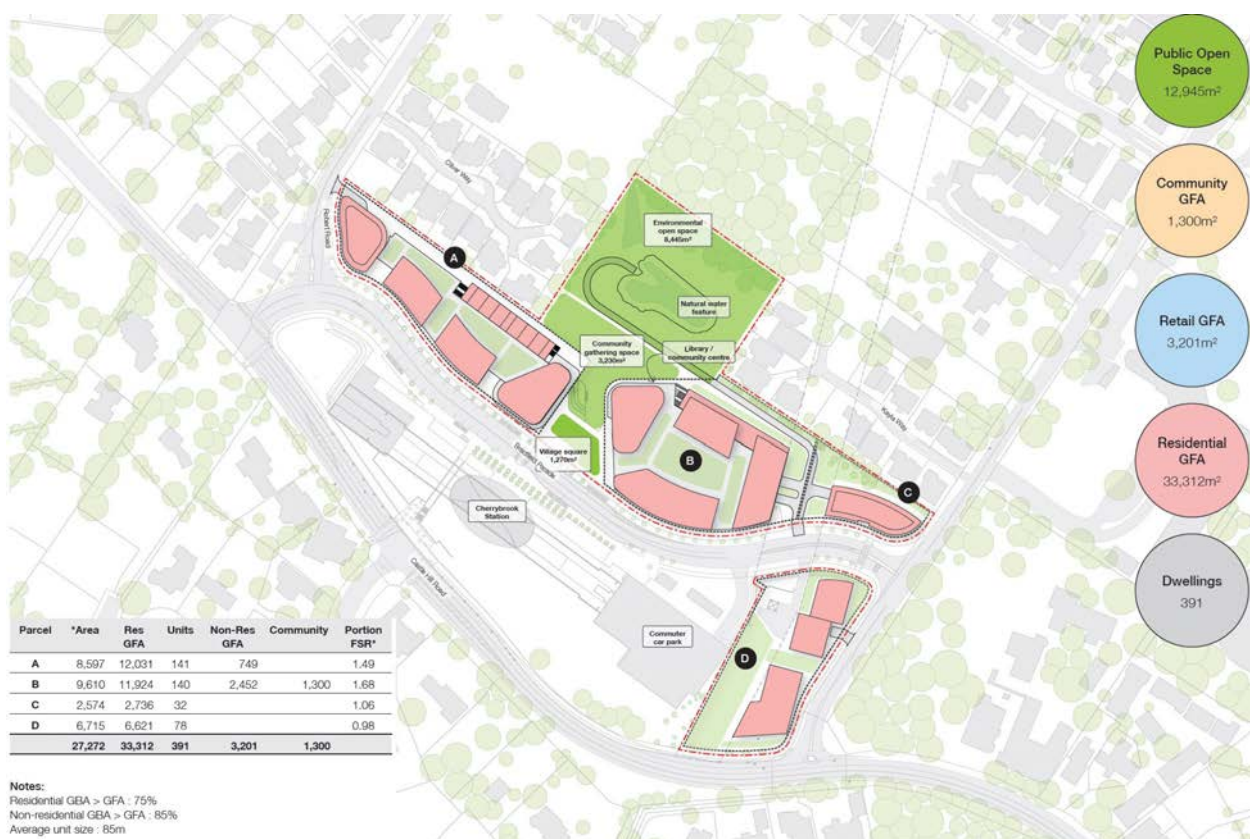 Public Open
Space
12,945m²
Community
GFA
1,300m²
Retail GFA
3,201m²
Residential
GFA
33,312m²
Dwellings
391
Oliver Way
Robert Road
A
Environmental
open space
8,445m²
Natural water
feature
Community
gathering space
3,230m²
Library /
community centre
Kayla Way
Village square
1,270m²
Bradfield Parade
B
C
Cherrybrook
Station
Castle Hill Road
Commuter
car park
D
Parcel *Area Res GFA Units Non-Res GFA Community Portion FSR*
A 8,597 12,031 141 749 1.49
B 9,610 11,924 140 2,452 1,300 1.68
C 2,574 2,736 32 1.06
D 6,715 6,621 78 0.98
27,272 33,312 391 3,201 1,300
Notes:
Residential GBA > GFA : 75%
Non-residential GBA > GFA : 85%
Average unit size : 85m